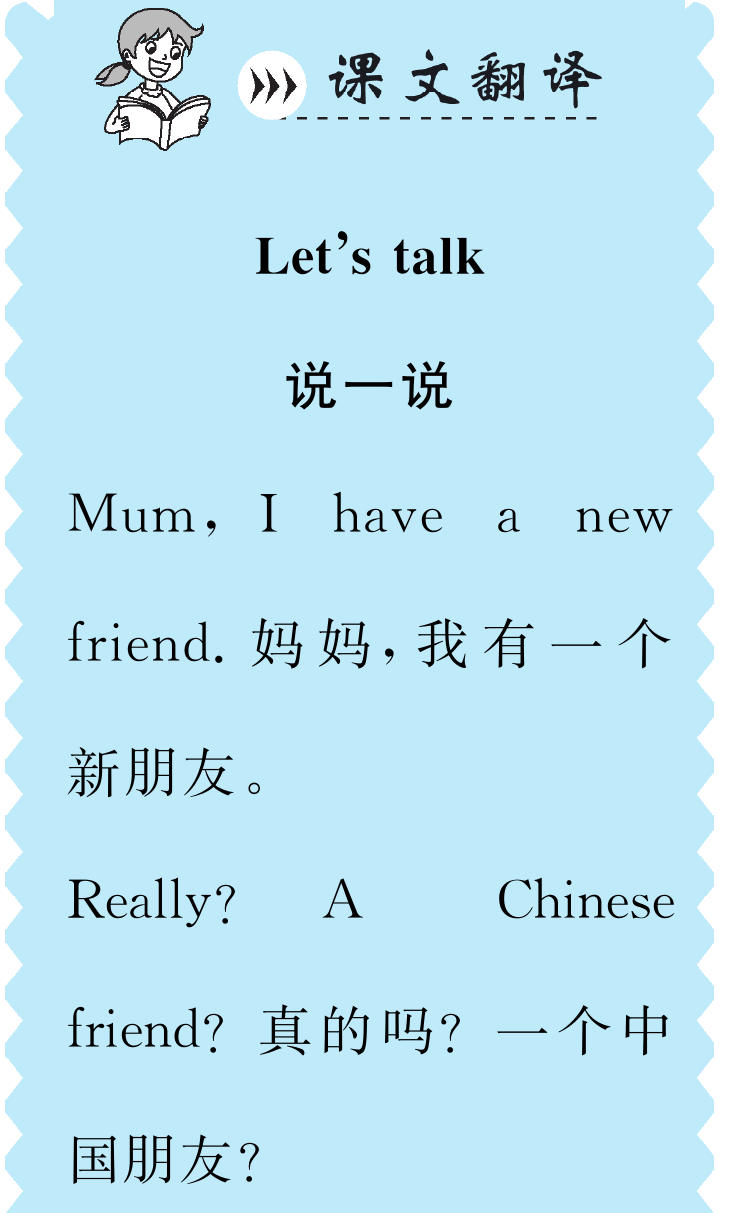 课文翻译
Let's talk
说一说
Mum, I have a new
friend. 妈妈,我有一个
新朋友。
Really? A Chinese
friend? 真的吗? 一个中
国朋友?